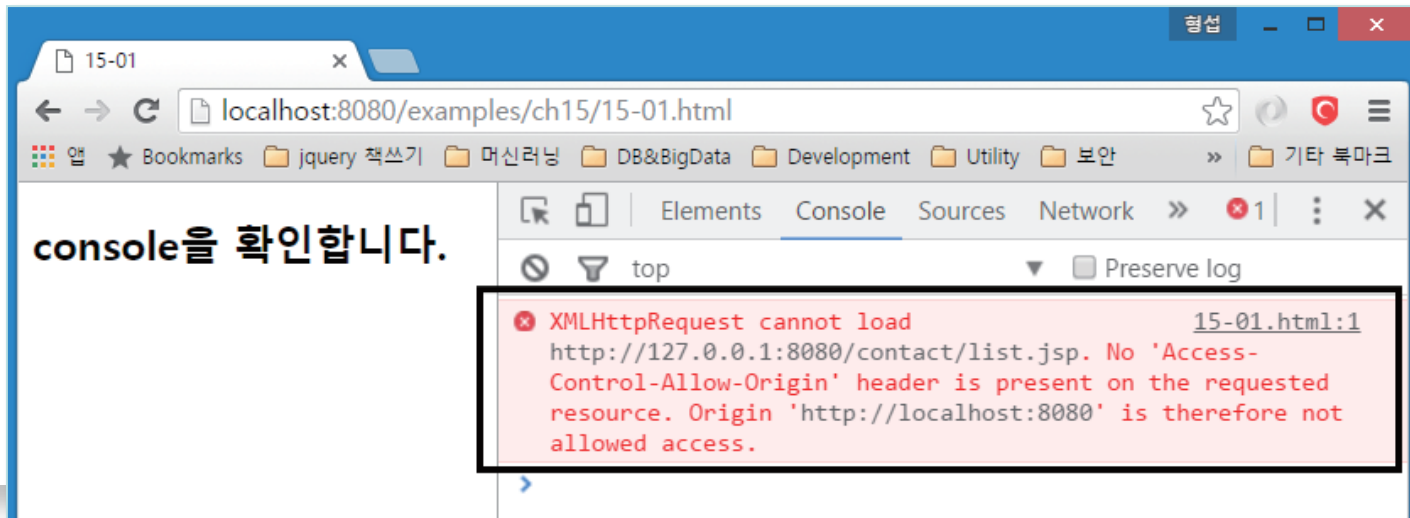 형섭
15-01
localhost:8080/examples/ch15/15-01.html
앱 Bookmarks jquery 책쓰기 머신러닝 DB&BigData Development Utility 보안 » 기타 북마크
Elements Console Sources Network » 1
top Preserve log
console을 확인합니다.
XMLHttpRequest cannot load 15-01.html:1
http://127.0.0.1:8080/contact/list.jsp. No 'Access-
Control-Allow-Origin' header is present on the requested
resource. Origin 'http://localhost:8080' is therefore not
allowed access.